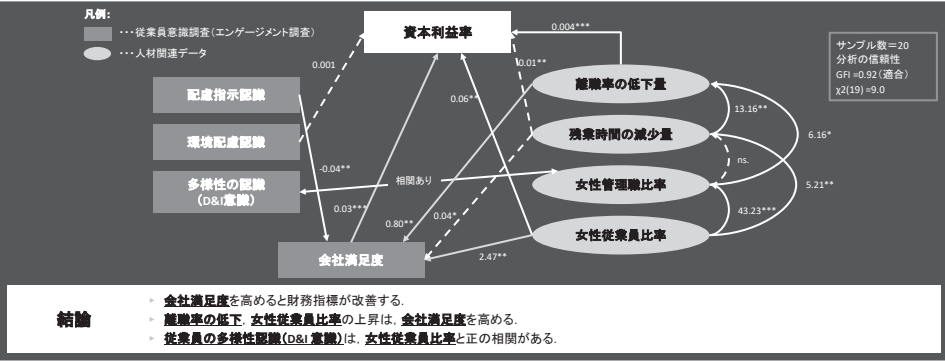 凡例：
・・・従業員意識調査（エンゲージメント調査）
・・・人材関連データ
資本利益率
0.004***
サンプル数＝20
分析の信頼性
GFI =0.92（適合）
χ2(19) =9.0
0.001
0.01**
配慮指示認識
離職率の低下量
0.06**
13.16**
環境配慮認識
残業時間の減少量
6.16*
ns.
-0.04**
相関あり
多様性の認識
（D&I意識）
女性管理職比率
5.21**
0.03***
0.80**
0.04*
43.23***
女性従業員比率
会社満足度
2.47**
結論
▹ 会社満足度を高めると財務指標が改善する．
▹ 離職率の低下，女性従業員比率の上昇は，会社満足度を高める．
▹ 従業員の多様性認識（D&I 意識）は，女性従業員比率と正の相関がある．